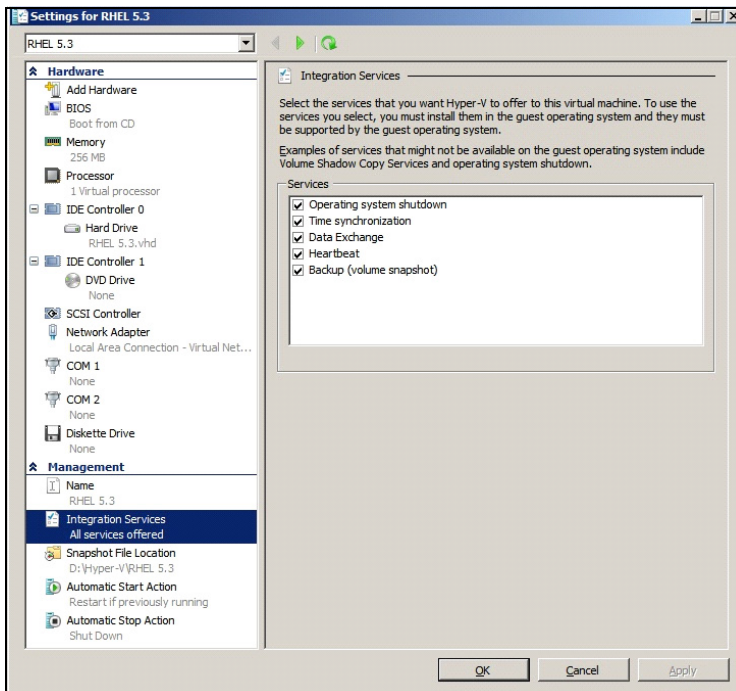 Settings for RHEL 5.3
RHEL 5.3
Hardware
Add Hardware
BIOS
Boot from CD
Memory
256 MB
Processor
1 Virtual processor
IDE Controller 0
Hard Drive
RHEL 5.3.vhd
IDE Controller 1
DVD Drive
None
SCSI Controller
Network Adapter
Local Area Connection - Virtual Net...
COM 1
None
COM 2
None
Diskette Drive
None
Management
Name
RHEL 5.3
Integration Services
All services offered
Snapshot File Location
D:\Hyper-V\RHEL 5.3
Automatic Start Action
Restart if previously running
Automatic Stop Action
Shut Down
Integration Services
Select the services that you want Hyper-V to offer to this virtual machine. To use the
services you select, you must install them in the guest operating system and they must
be supported by the guest operating system.
Examples of services that might not be available on the guest operating system include
Volume Shadow Copy Services and operating system shutdown.
Services
Operating system shutdown
Time synchronization
Data Exchange
Heartbeat
Backup (volume snapshot)
OK
Cancel
Apply